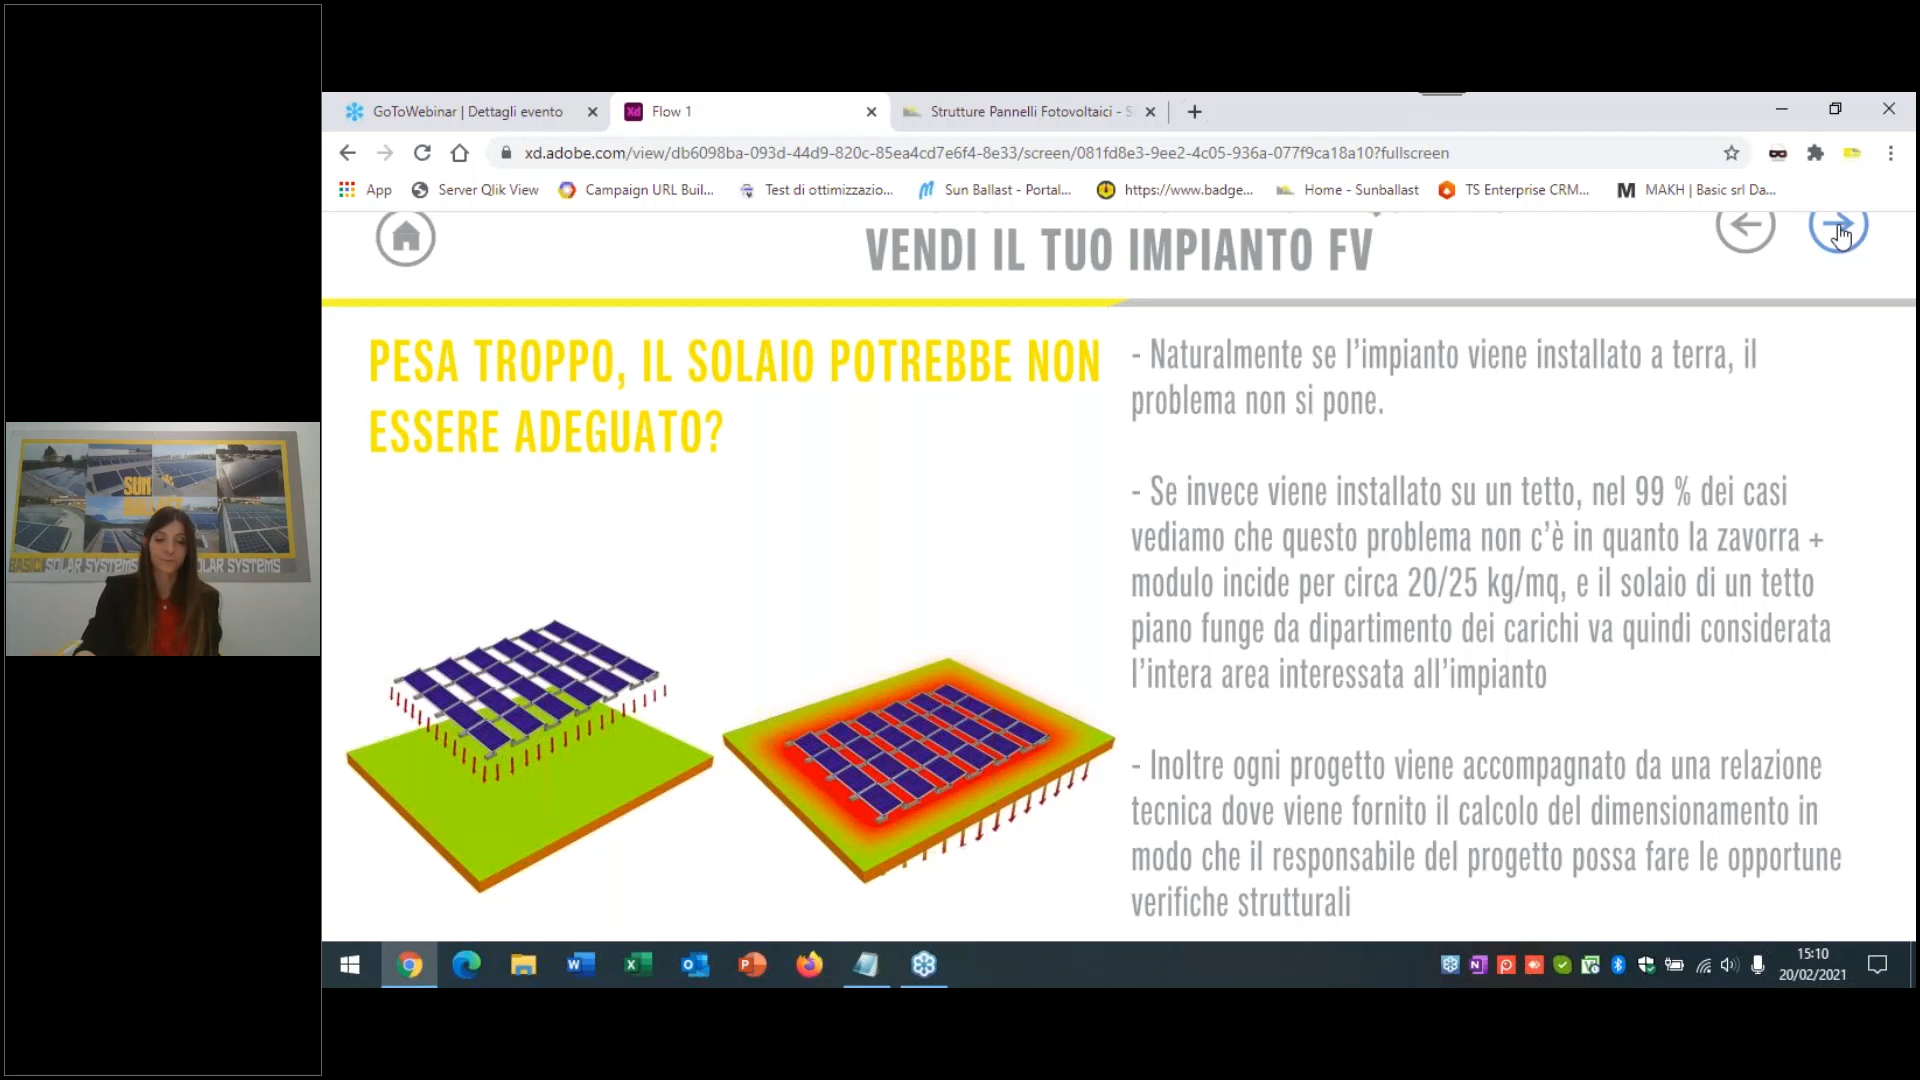 GoToWebinar | Dettagli evento
Flow 1
Strutture Pannelli Fotovoltaici - S
xd.adobe.com/view/db6098ba-093d-44d9-820c-85ea4cd7e6f4-8e33/screen/081fd8e3-9ee2-4c05-936a-077f9ca18a10?fullscreen
App
Server Qlik View
Campaign URL Buil...
Test di ottimizzazio...
Sun Ballast - Portal...
https://www.badge...
Home - Sunballast
TS Enterprise CRM...
MAKH | Basic srl Da...
VENDI IL TUO IMPIANTO FV
PESA TROPPO, IL SOLAIO POTREBBE NON
ESSERE ADEGUATO?
- Naturalmente se l'impianto viene installato a terra, il
problema non si pone.
- Se invece viene installato su un tetto, nel 99 % dei casi
vediamo che questo problema non c'è in quanto la zavorra +
modulo incide per circa 20/25 kg/mq, e il solaio di un tetto
piano funge da dipartimento dei carichi va quindi considerata
l'intera area interessata all'impianto
- Inoltre ogni progetto viene accompagnato da una relazione
tecnica dove viene fornito il calcolo del dimensionamento in
modo che il responsabile del progetto possa fare le opportune
verifiche strutturali
SUN
BASIC SOLAR SYSTEMS
SOLAR SYSTEMS
15:10
20/02/2021